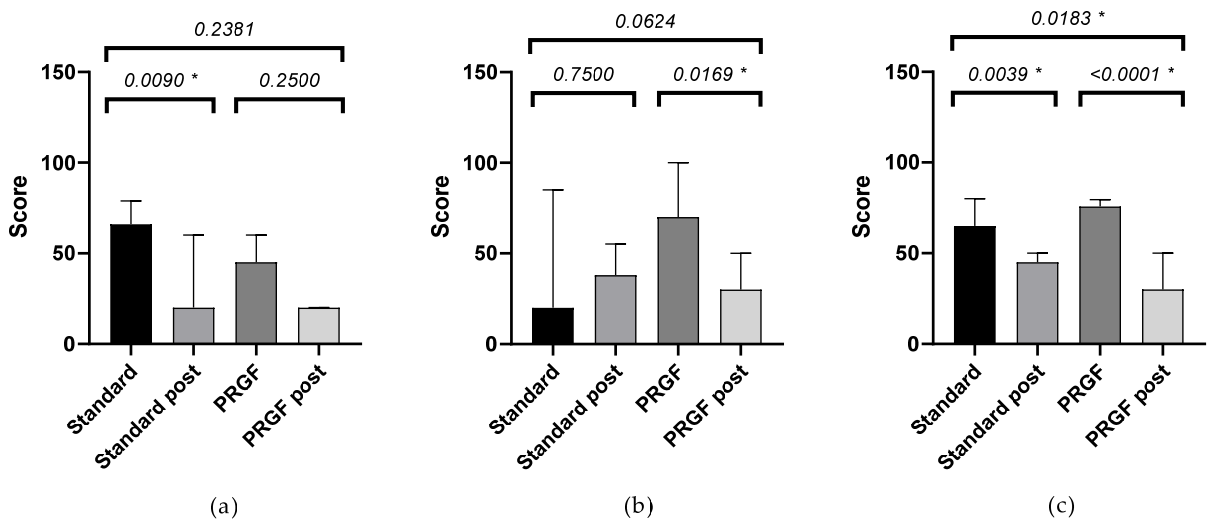 0.2381
0.0090 *
0.2500
150
100
50
0
Score
Standard
Standard post
PRGF
PRGF post
(a)
0.0624
0.7500
0.0169 *
150
100
50
0
Score
Standard
Standard post
PRGF
PRGF post
(b)
0.0183 *
0.0039 *
<0.0001 *
150
100
50
0
Score
Standard
Standard post
PRGF
PRGF post
(c)